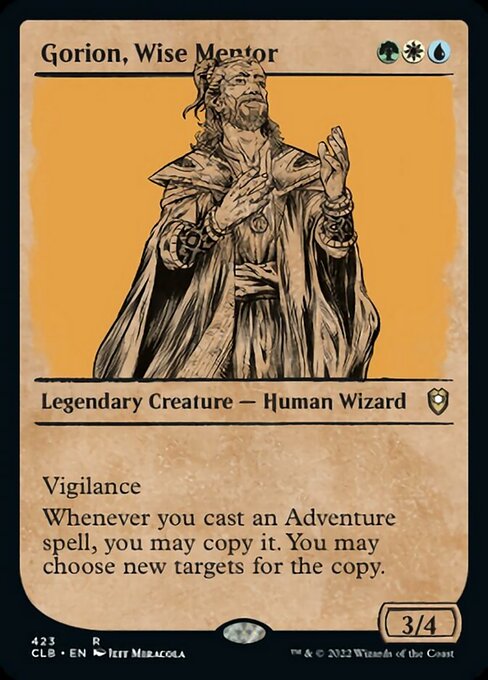 Gorion, Wise Mentor
Legendary Creature — Human Wizard
Vigilance
Whenever you cast an Adventure
spell, you may copy it. You may
choose new targets for the copy.
3/4
423 R
CLB • EN Jeff Miracola
™ & © 2022 Wizards of the Coast